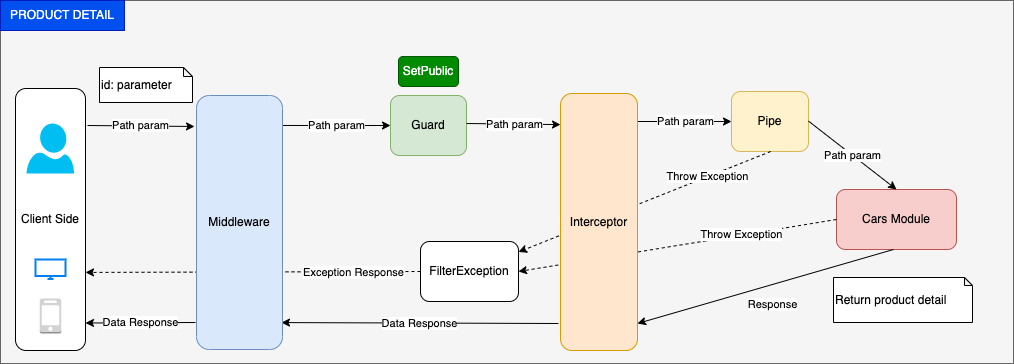 PRODUCT DETAIL
SetPublic
id: parameter
Path param
Path param
Guard
Path param
Path param
Pipe
Path param
Throw Exception
Client Side
Middleware
Interceptor
Cars Module
Throw Exception
Exception Response
FilterException
Return product detail
Response
Data Response
Data Response